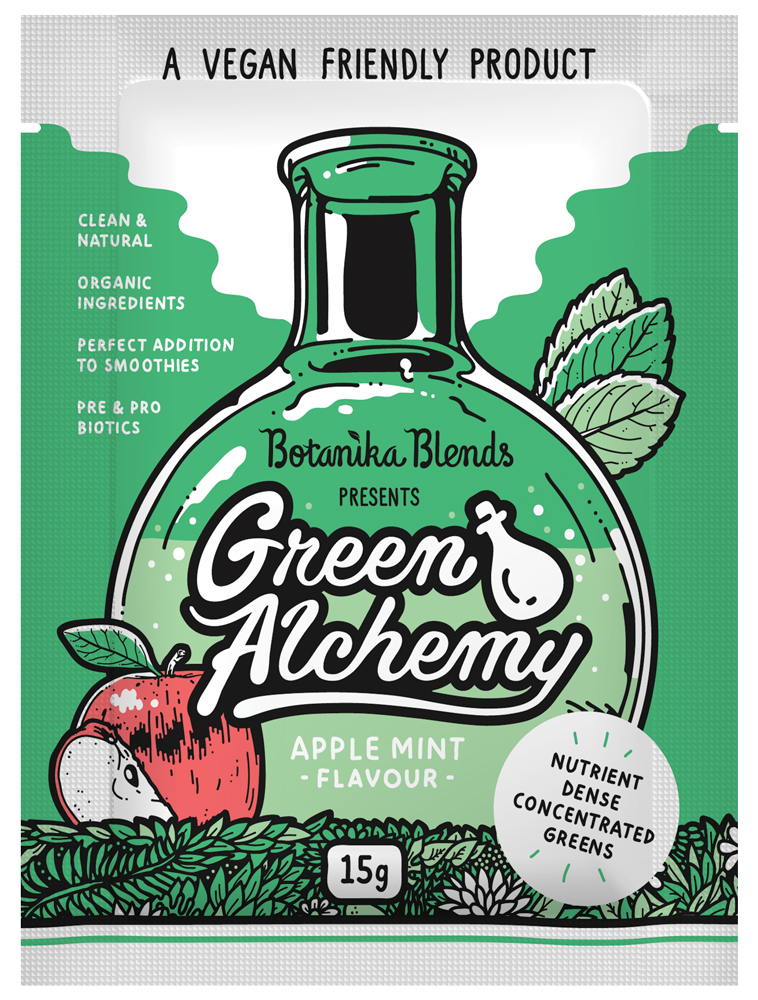 A VEGAN FRIENDLY PRODUCT
CLEAN &
NATURAL
ORGANIC
INGREDIENTS
PERFECT ADDITION
TO SMOOTHIES
PRE & PRO
BIOTICS
Botanika Blends
PRESENTS
Green
Alchemy
APPLE MINT
- FLAVOUR -
NUTRIENT
DENSE
CONCENTRATED
GREENS
15g